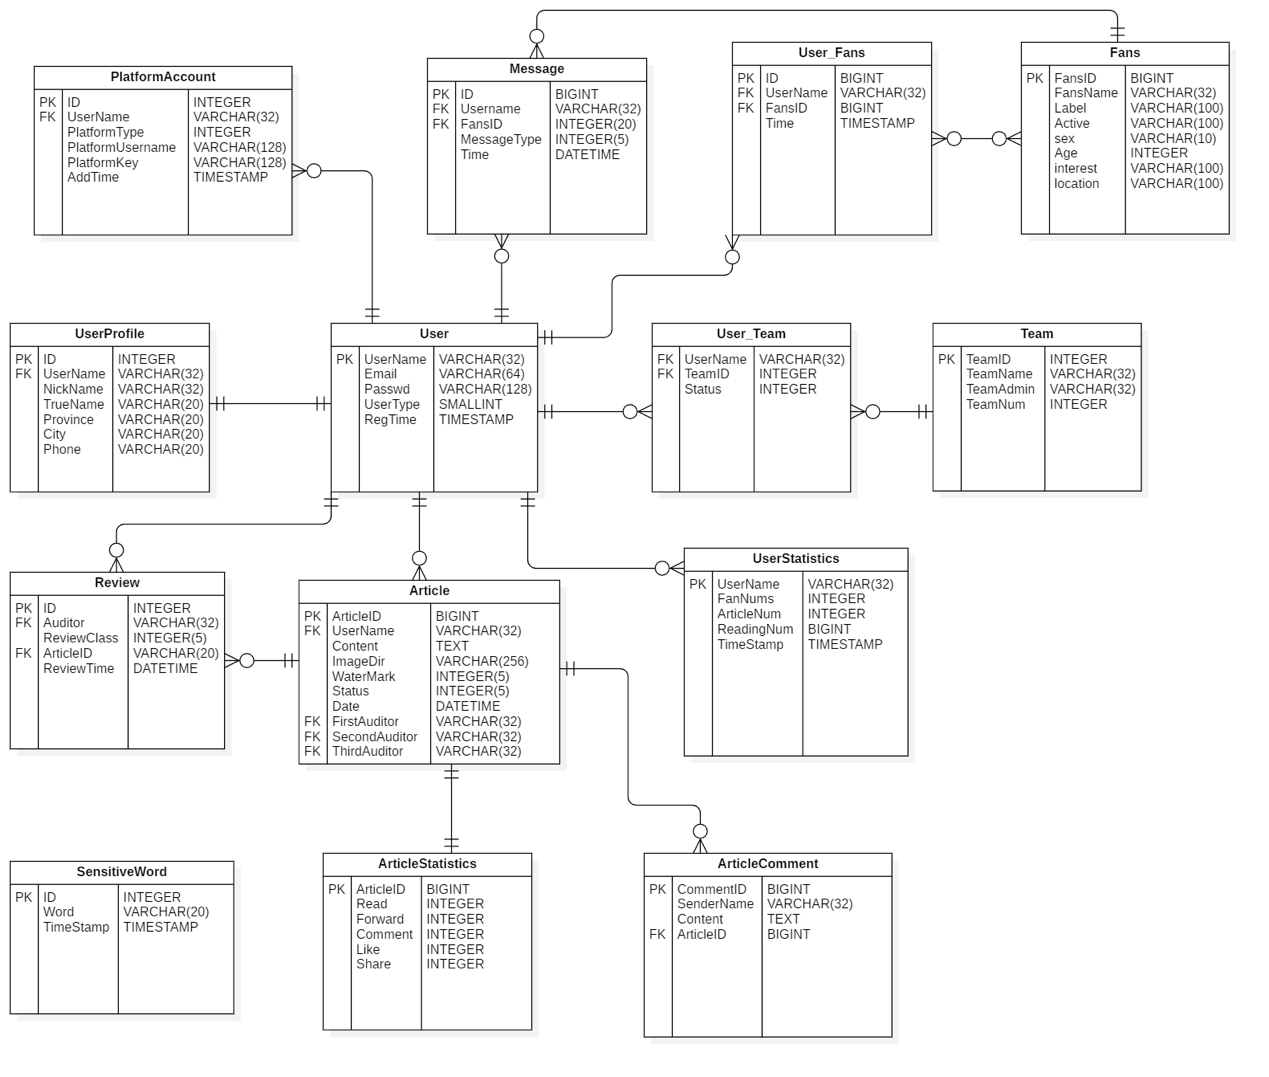 PlatformAccount
PK ID INTEGER
FK UserName VARCHAR(32)
PlatformType INTEGER
PlatformUsername VARCHAR(128)
PlatformKey VARCHAR(128)
AddTime TIMESTAMP
Message
PK ID BIGINT
FK Username VARCHAR(32)
FK FansID INTEGER(20)
MessageType INTEGER(5)
Time DATETIME
User_Fans
PK ID BIGINT
FK UserName VARCHAR(32)
FK FansID BIGINT
Time TIMESTAMP
Fans
PK FansID BIGINT
FansName VARCHAR(32)
Label VARCHAR(100)
Active VARCHAR(100)
sex VARCHAR(10)
Age INTEGER
interest VARCHAR(100)
location VARCHAR(100)
UserProfile
PK ID INTEGER
FK UserName VARCHAR(32)
NickName VARCHAR(32)
TrueName VARCHAR(20)
Province VARCHAR(20)
City VARCHAR(20)
Phone VARCHAR(20)
User
PK UserName VARCHAR(32)
Email VARCHAR(64)
Passwd VARCHAR(128)
UserType SMALLINT
RegTime TIMESTAMP
User_Team
FK UserName VARCHAR(32)
FK TeamID INTEGER
Status INTEGER
Team
PK TeamID INTEGER
TeamName VARCHAR(32)
TeamAdmin VARCHAR(32)
TeamNum INTEGER
Review
PK ID INTEGER
FK Auditor VARCHAR(32)
ReviewClass INTEGER(5)
FK ArticleID VARCHAR(20)
ReviewTime DATETIME
Article
PK ArticleID BIGINT
FK UserName VARCHAR(32)
Content TEXT
ImageDir VARCHAR(256)
WaterMark INTEGER(5)
Status INTEGER(5)
Date DATETIME
FK FirstAuditor VARCHAR(32)
FK SecondAuditor VARCHAR(32)
FK ThirdAuditor VARCHAR(32)
UserStatistics
PK UserName VARCHAR(32)
FanNums INTEGER
ArticleNum INTEGER
ReadingNum BIGINT
TimeStamp TIMESTAMP
SensitiveWord
PK ID INTEGER
Word VARCHAR(20)
TimeStamp TIMESTAMP
ArticleStatistics
PK ArticleID BIGINT
Read INTEGER
Forward INTEGER
Comment INTEGER
Like INTEGER
Share INTEGER
ArticleComment
PK CommentID BIGINT
SenderName VARCHAR(32)
Content TEXT
FK ArticleID BIGINT